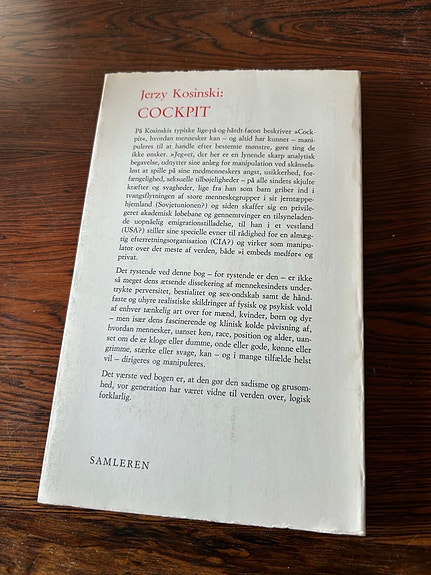 Jerzy Kosinski:
COCKPIT
På Kosinskis typiske lige-på-og-hårdt-facon beskriver »Cock-
pit«, hvordan mennesker kan – og altid har kunnet – mani-
puleres til at handle efter bestemte mønstre, gøre ting de
ikke ønsker. »Jeg«et, der her er en lynende skarp analytisk
begavelse, udnytter sine anlæg for manipulation ved skånsels-
løst at spille på sine medmenneskers angst, usikkerhed, for-
fængelighed, seksuelle tilbøjeligheder – på alle sindets skjulte
kræfter og svagheder, lige fra han som barn griber ind i
tvangsflytningen af store menneskegrupper i sit jerntæppe-
hjemland (Sovjetunionen?) og siden skaffer sig en privile-
geret akademisk løbebane og gennemtvinger en tilsyneladen-
de uopnåelig emigrationstilladelse, til han i et vestland
(USA?) stiller sine specielle evner til rådighed for en almæg-
tig efterretningsorganisation (CIA?) og virker som manipu-
lator over det meste af verden, både »i embeds medfør« og
privat.
Det rystende ved denne bog – for rystende er den – er ikke
så meget dens ætsende dissekering af mennekesindets under-
trykte perversitet, bestialitet og sex-ondskab samt de hånd-
faste og uhyre realistiske skildringer af fysisk og psykisk vold
af enhver tænkelig art over for mænd, kvinder, børn og dyr
– men især dens fascinerende og klinisk kolde påvisning af,
hvordan mennesker, uanset køn, race, position og alder, uan-
set om de er kloge eller dumme, onde eller gode, kønne eller
grimme, stærke eller svage, kan – og i mange tilfælde helst
vil – dirigeres og manipuleres.
Det værste ved bogen er, at den gør den sadisme og grusom-
hed, vor generation har været vidne til verden over, logisk
forklarlig.
SAMLEREN